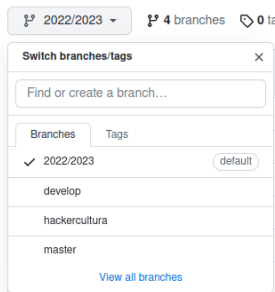 2022/2023 4 branches 0
Switch branches/tags
Find or create a branch...
Branches Tags
2022/2023 default
develop
hackercultura
master
View all branches